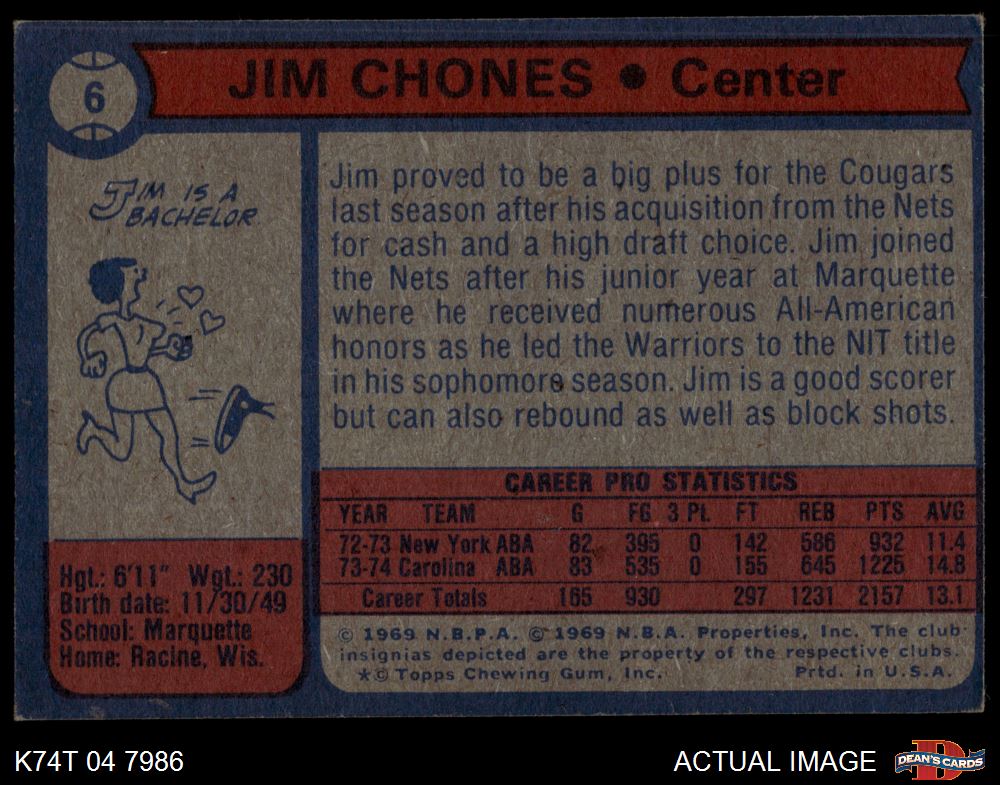 6
JIM CHONES ● Center
JIM IS A
BACHELOR
Jim proved to be a big plus for the Cougars
last season after his acquisition from the Nets
for cash and a high draft choice. Jim joined
the Nets after his junior year at Marquette
where he received numerous All-American
honors as he led the Warriors to the NIT title
in his sophomore season. Jim is a good scorer
but can also rebound as well as block shots.
Hgt.: 6'11" Wgt.: 230
Birth date: 11/30/49
School: Marquette
Home: Racine, Wis.
CAREER PRO STATISTICS
YEAR TEAM G FG 3 Pt. FT REB PTS AVG
72-73 New York ABA 82 395 0 142 586 932 11.4
73-74 Carolina ABA 83 535 0 155 645 1225 14.8
Career Totals 165 930 297 1231 2157 13.1
© 1969 N.B.P.A. © 1969 N.B.A. Properties, Inc. The club
insignias depicted are the property of the respective clubs.
★© Topps Chewing Gum, Inc. Prtd. in U.S.A.
K74T 04 7986
ACTUAL IMAGE
D
DEAN'S CARDS